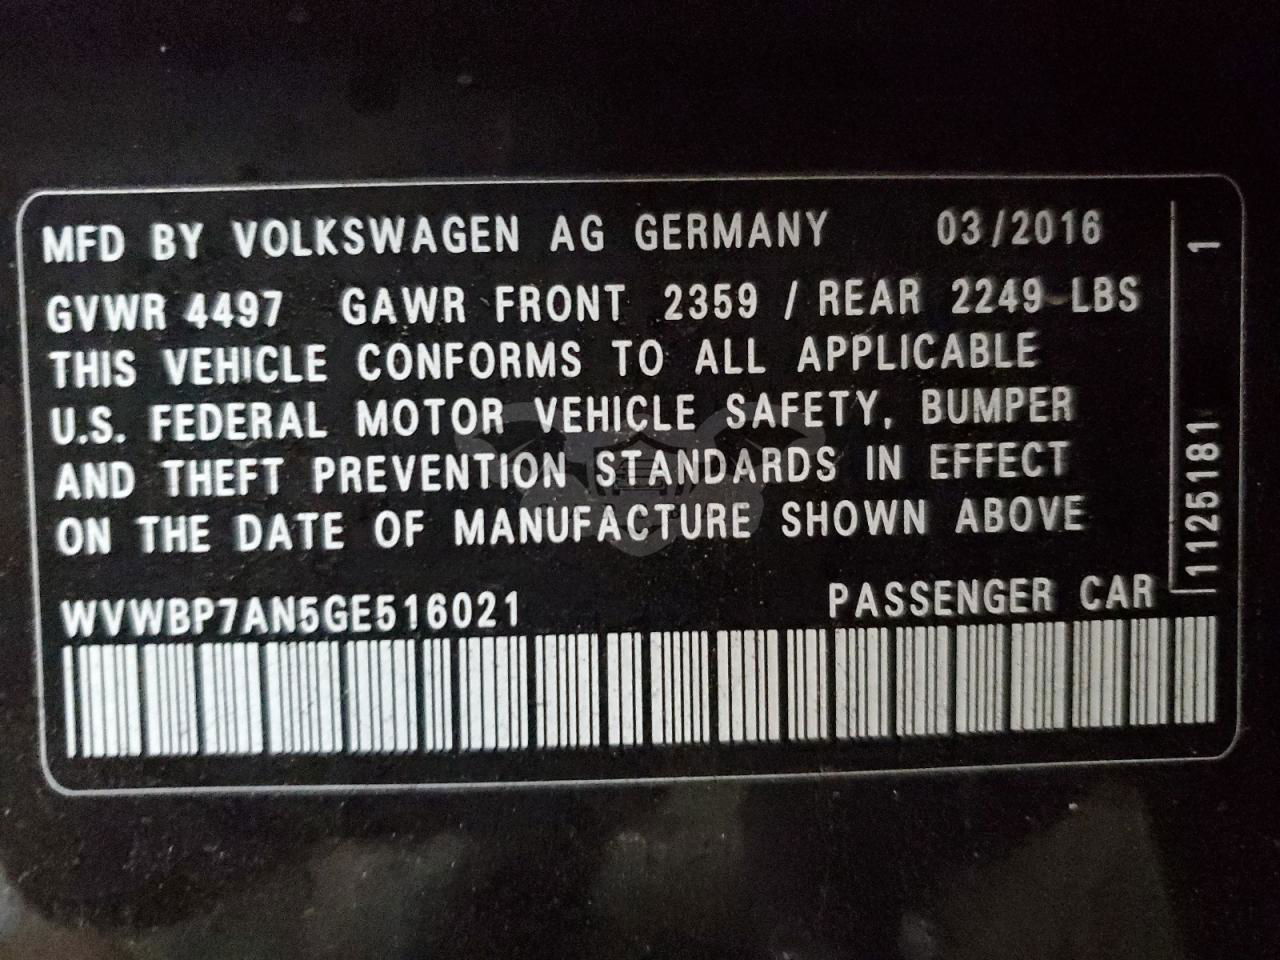 MFD BY VOLKSWAGEN AG GERMANY 03/2016
GVWR 4497 GAWR FRONT 2359 / REAR 2249 LBS
THIS VEHICLE CONFORMS TO ALL APPLICABLE
U.S. FEDERAL MOTOR VEHICLE SAFETY, BUMPER
AND THEFT PREVENTION STANDARDS IN EFFECT
ON THE DATE OF MANUFACTURE SHOWN ABOVE
WVWBP7AN5GE516021 PASSENGER CAR
1125181 1